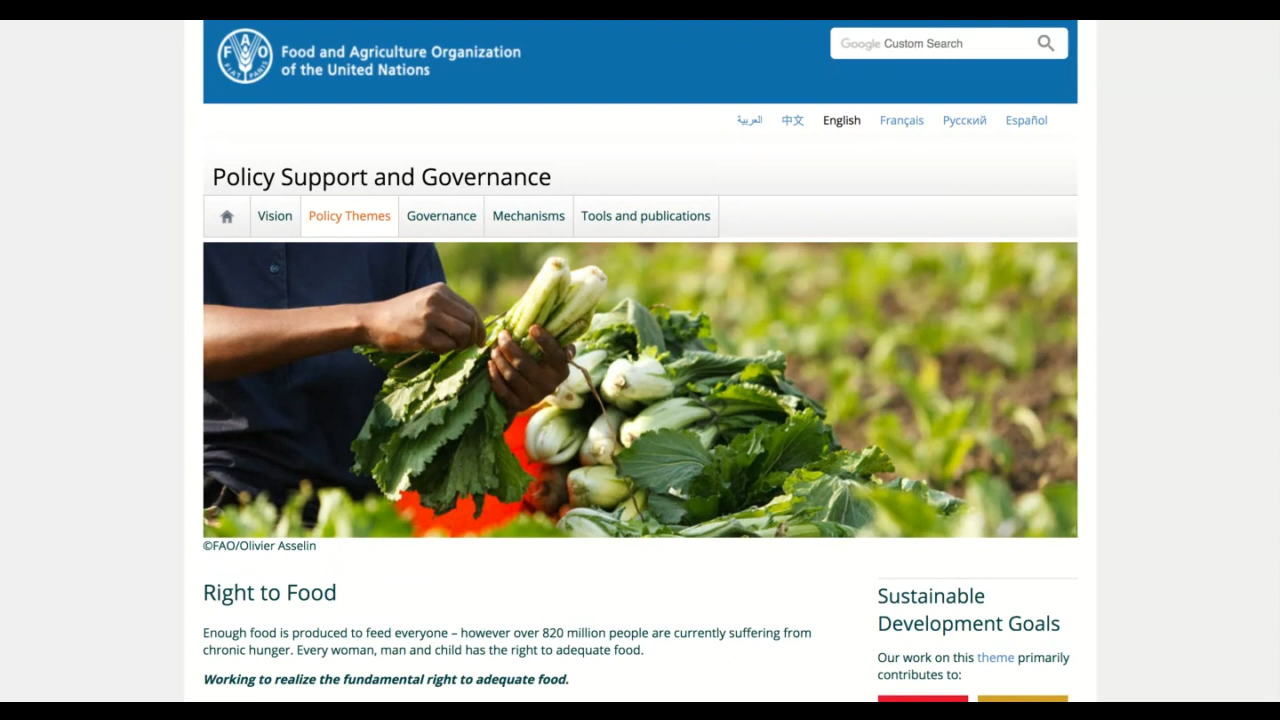 FAO
FIAT PANIS
Food and Agriculture Organization
of the United Nations
Google Custom Search
العربية
中文
English
Français
Русский
Español
Policy Support and Governance
Vision
Policy Themes
Governance
Mechanisms
Tools and publications
©FAO/Olivier Asselin
Right to Food
Enough food is produced to feed everyone – however over 820 million people are currently suffering from
chronic hunger. Every woman, man and child has the right to adequate food.
Working to realize the fundamental right to adequate food.
Sustainable
Development Goals
Our work on this theme primarily
contributes to: